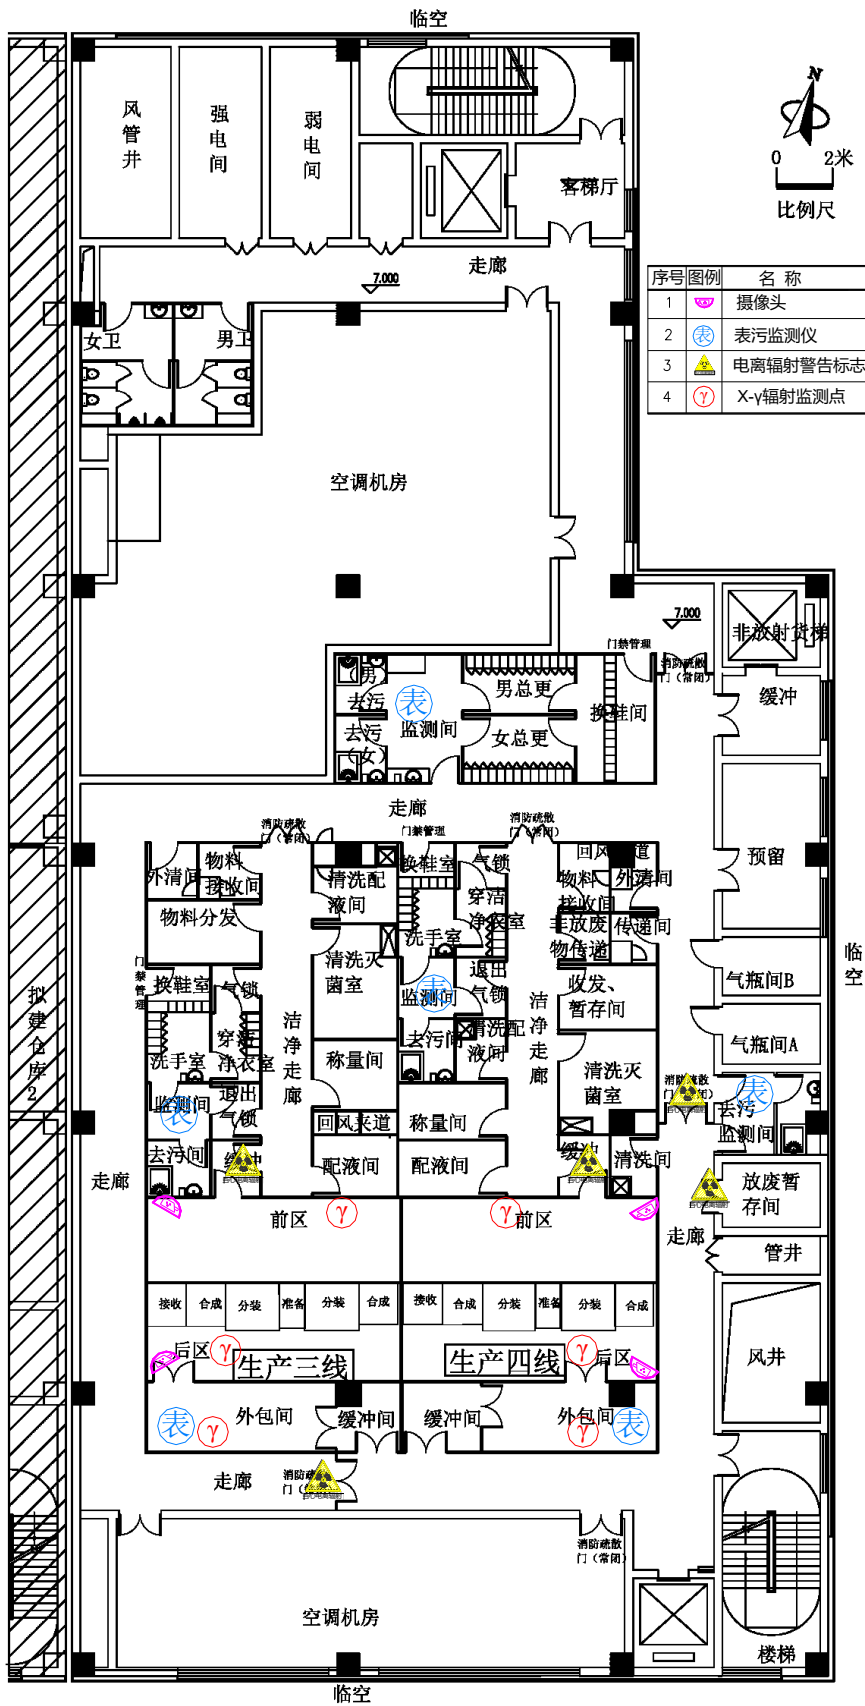 临空
N
0 2米
比例尺
风管井
强电间
弱电间
客梯厅
走廊
7.000
序号 图例 名 称
1 摄像头
2 表 表污监测仪
3 电离辐射警告标志
4 γ X-γ辐射监测点
女卫
男卫
空调机房
7.000
非放射货梯
门禁管理
消防疏散
门(常闭)
(男)
去污
表
监测间
男总更
换鞋间
缓冲
去污
(女)
女总更
走廊
消防疏散
门(常闭)
门禁管理
消防疏散
门(常闭)
预留
外清间
物料
接收间
清洗配
液间
换鞋室
气锁
回风夹道
物料
接收间
外清间
物料分发
穿洁
净衣室
洗手室
非放废
物传递
传递间
临空
门禁管理
换鞋室
气锁
清洗灭
菌室
监测间
表
退出
气锁
收发、
暂存间
气瓶间B
拟建仓库2
洁净走廊
去污间
清洗配
液间
洁净走廊
气瓶间A
洗手室
穿洁
净衣室
称量间
清洗灭
菌室
消防疏散
门(常闭)
表
监测间
表
退出
气锁
回风夹道
称量间
去污
监测间
走廊
去污间
缓冲
配液间
配液间
缓冲
清洗间
放废暂
存间
前区
γ
γ
前区
走廊
管井
接收 合成 分装 准备 分装 合成
接收 合成 分装 准备 分装 合成
后区
γ
生产三线
生产四线
γ
后区
风井
表
γ
外包间
缓冲间
缓冲间
外包间
γ
表
走廊
消防疏散
门(常闭)
消防疏散
门(常闭)
空调机房
楼梯
临空